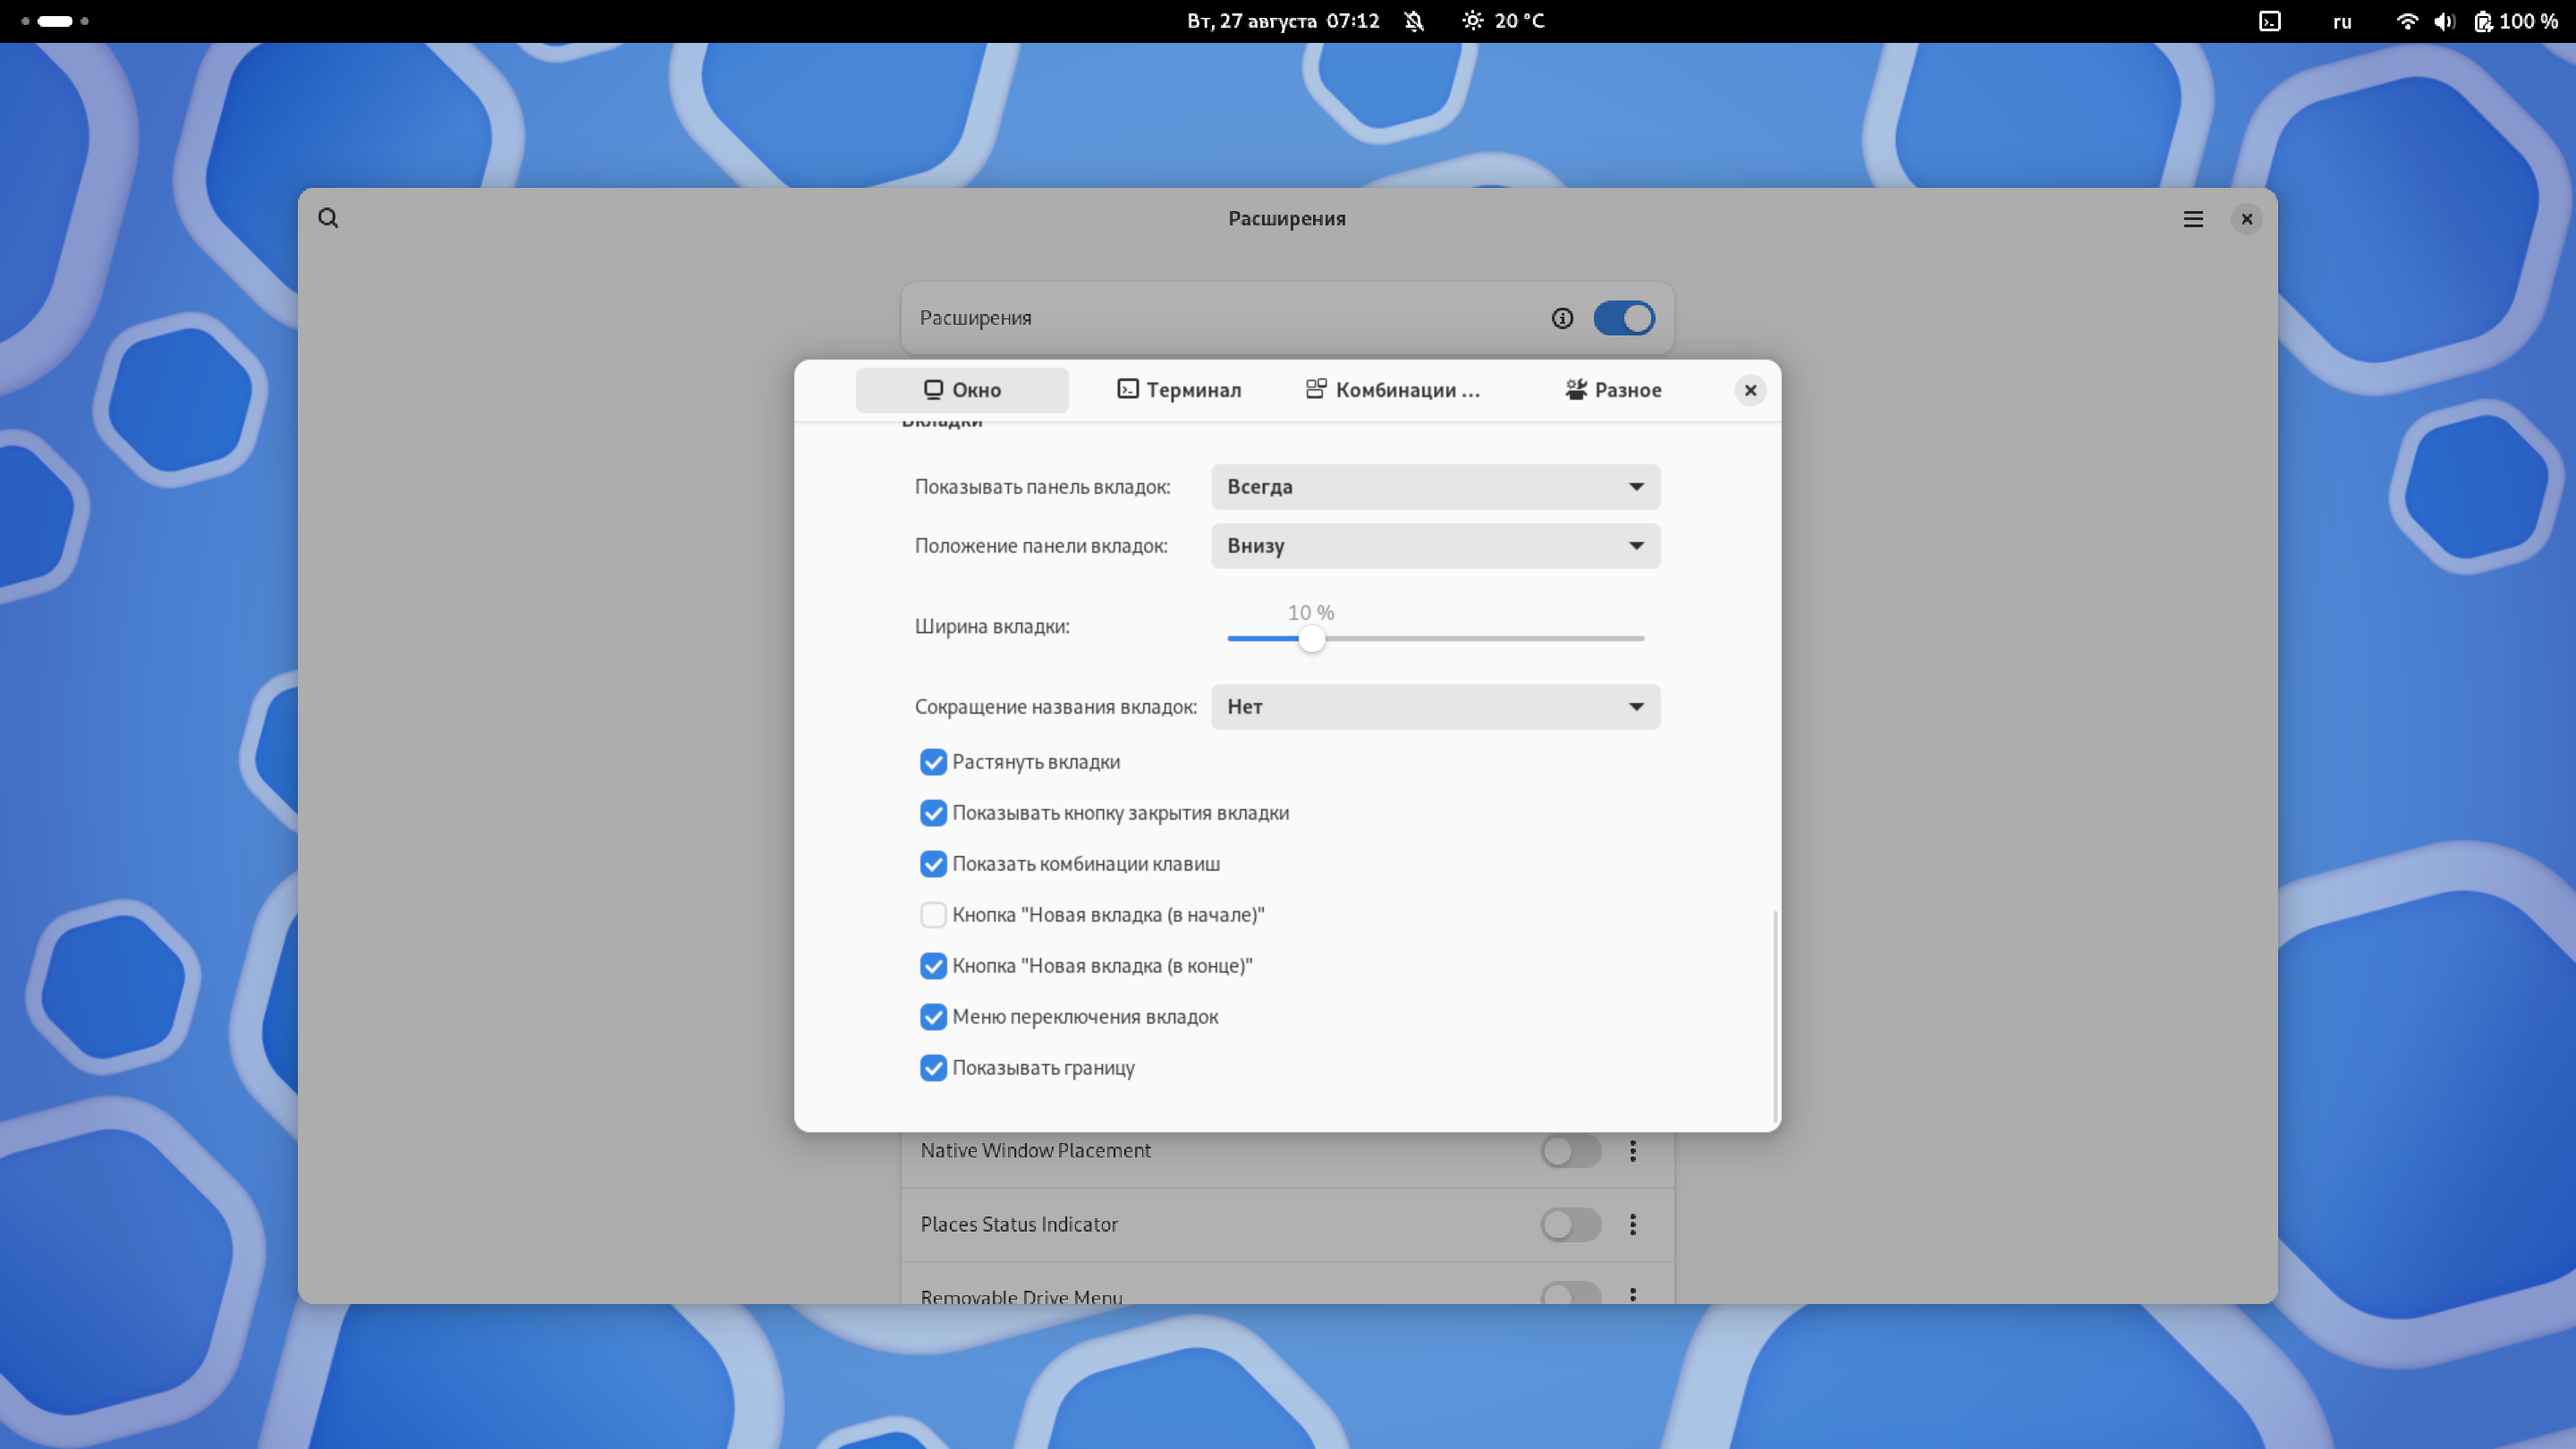 Вт, 27 августа 07:12 20 °C ru 100 %
Расширения
Расширения
Окно Терминал Комбинации ... Разное
Вкладки
Показывать панель вкладок: Всегда
Положение панели вкладок: Внизу
10 %
Ширина вкладки:
Сокращение названия вкладок: Нет
Растянуть вкладки
Показывать кнопку закрытия вкладки
Показать комбинации клавиш
Кнопка "Новая вкладка (в начале)"
Кнопка "Новая вкладка (в конце)"
Меню переключения вкладок
Показывать границу
Native Window Placement
Places Status Indicator
Removable Drive Menu